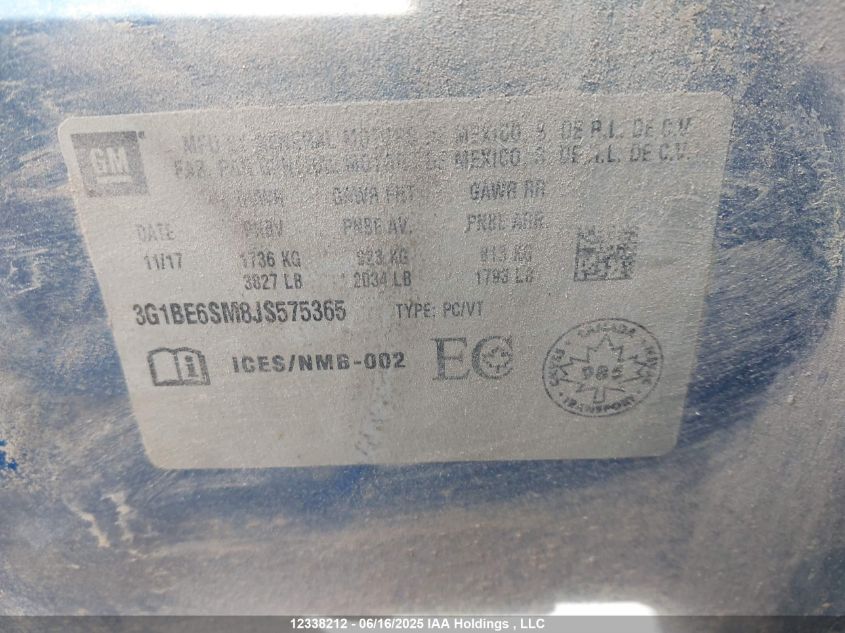 GM
MFD BY GENERAL MOTORS DE MEXICO S DE R.L. DE C.V.
FAB. PAR GENERAL MOTORS DE MEXICO S DE R.L. DE C.V.
GVWR GAWR FRT GAWR RR
DATE PNBV PNBE AV. PNBE ARR.
11/17 1736 KG 923 KG 813 KG
3827 LB 2034 LB 1793 LB
3G1BE6SM8JS575365 TYPE: PC/VT
i ICES/NMB-002 EC
CANADA
985
TRANSPORT
12338212 - 06/16/2025 IAA Holdings , LLC